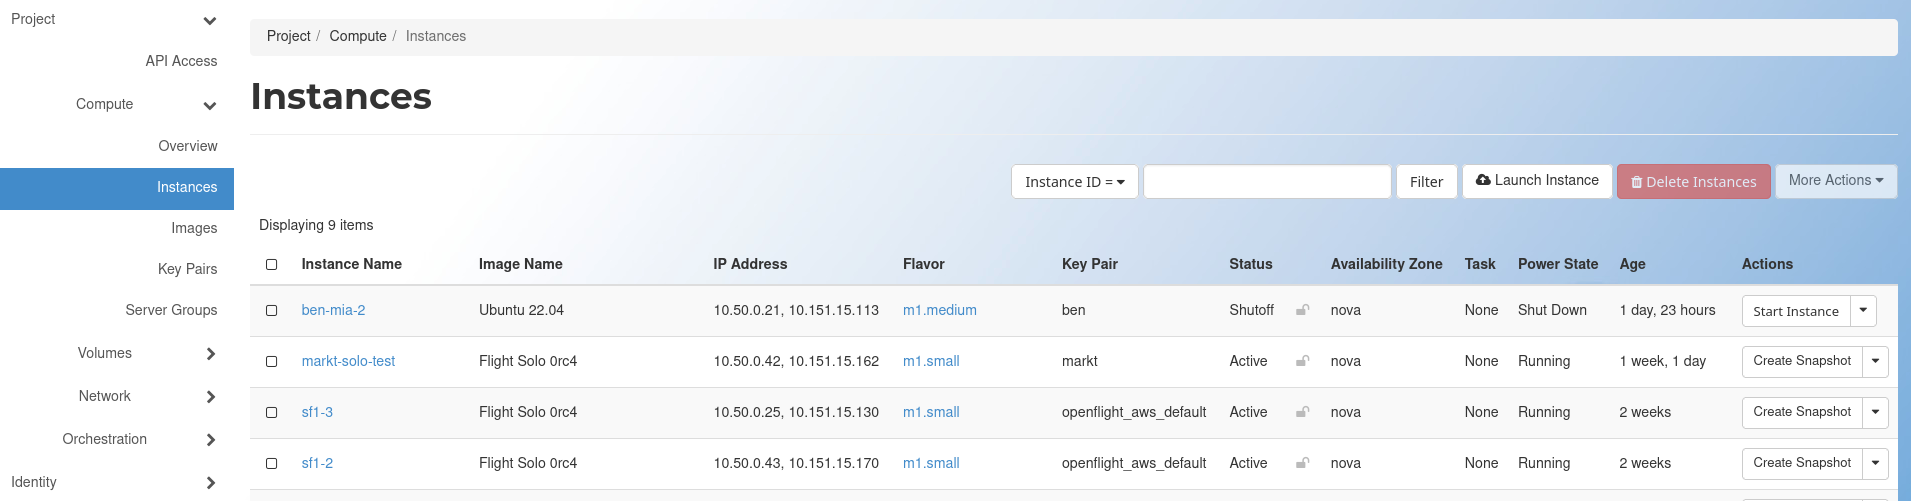 Project
API Access
Compute
Overview
Instances
Images
Key Pairs
Server Groups
Volumes
Network
Orchestration
Identity
Project / Compute / Instances
Instances
Instance ID = Filter Launch Instance Delete Instances More Actions
Displaying 9 items
Instance Name Image Name IP Address Flavor Key Pair Status Availability Zone Task Power State Age Actions
ben-mia-2 Ubuntu 22.04 10.50.0.21, 10.151.15.113 m1.medium ben Shutoff nova None Shut Down 1 day, 23 hours Start Instance
markt-solo-test Flight Solo 0rc4 10.50.0.42, 10.151.15.162 m1.small markt Active nova None Running 1 week, 1 day Create Snapshot
sf1-3 Flight Solo 0rc4 10.50.0.25, 10.151.15.130 m1.small openflight_aws_default Active nova None Running 2 weeks Create Snapshot
sf1-2 Flight Solo 0rc4 10.50.0.43, 10.151.15.170 m1.small openflight_aws_default Active nova None Running 2 weeks Create Snapshot